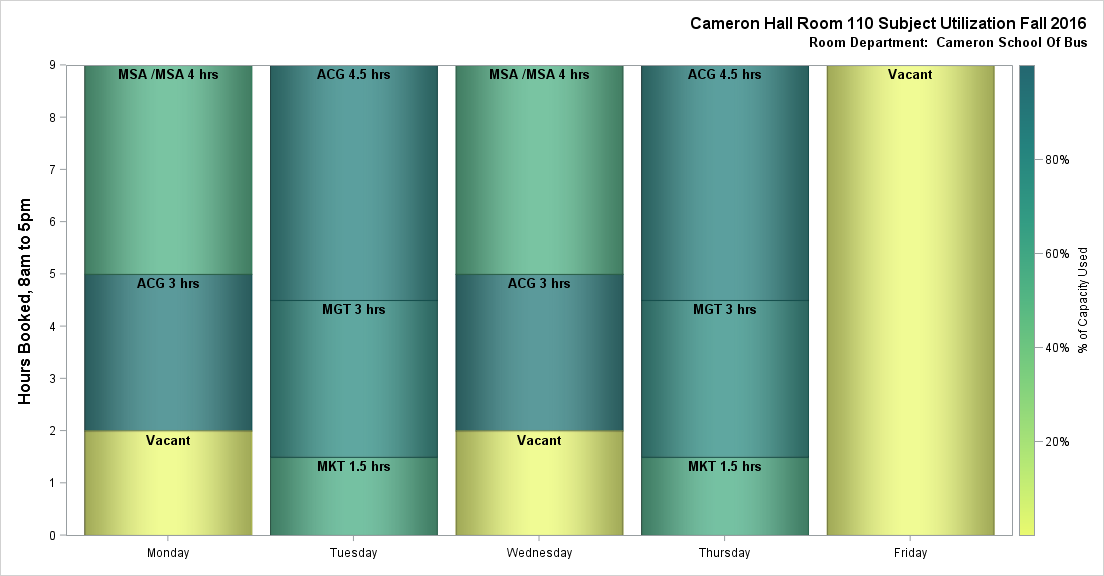 Cameron Hall Room 110 Subject Utilization Fall 2016
Room Department:  Cameron School Of Bus
Hours Booked, 8am to 5pm
9
8
7
6
5
4
3
2
1
0
MSA /MSA 4 hrs
ACG 3 hrs
Vacant
ACG 4.5 hrs
MGT 3 hrs
MKT 1.5 hrs
MSA /MSA 4 hrs
ACG 3 hrs
Vacant
ACG 4.5 hrs
MGT 3 hrs
MKT 1.5 hrs
Vacant
Monday
Tuesday
Wednesday
Thursday
Friday
80%
60%
40%
20%
% of Capacity Used